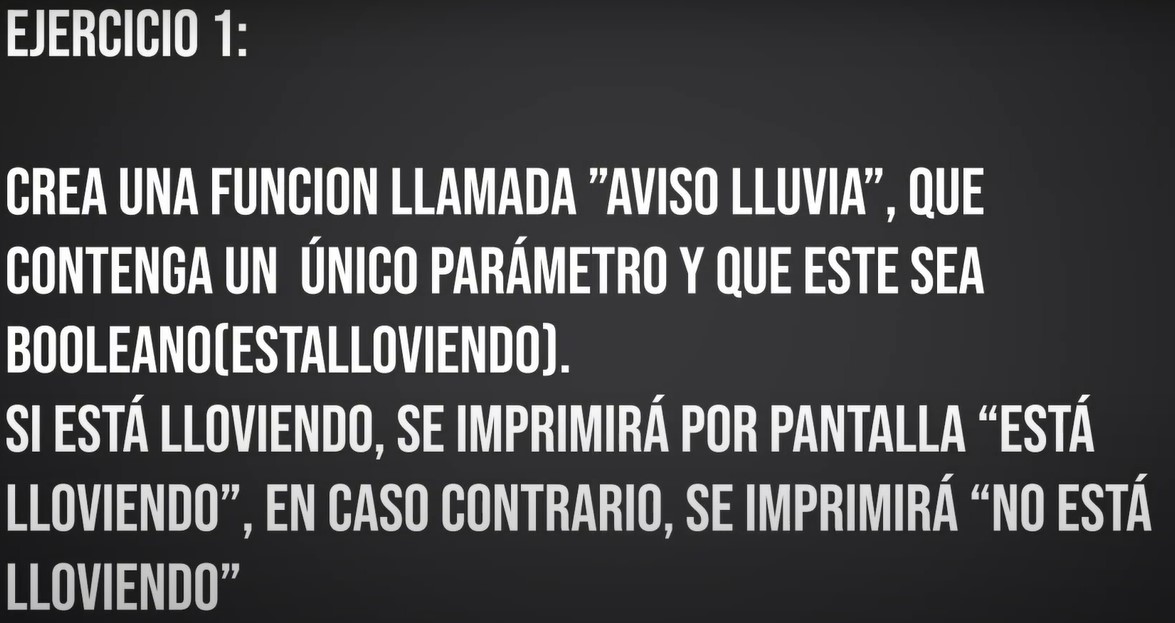 EJERCICIO 1:
CREA UNA FUNCION LLAMADA ”AVISO LLUVIA”, QUE
CONTENGA UN ÚNICO PARÁMETRO Y QUE ESTE SEA
BOOLEANO(ESTALLOVIENDO).
SI ESTÁ LLOVIENDO, SE IMPRIMIRÁ POR PANTALLA “ESTÁ
LLOVIENDO”, EN CASO CONTRARIO, SE IMPRIMIRÁ “NO ESTÁ
LLOVIENDO”